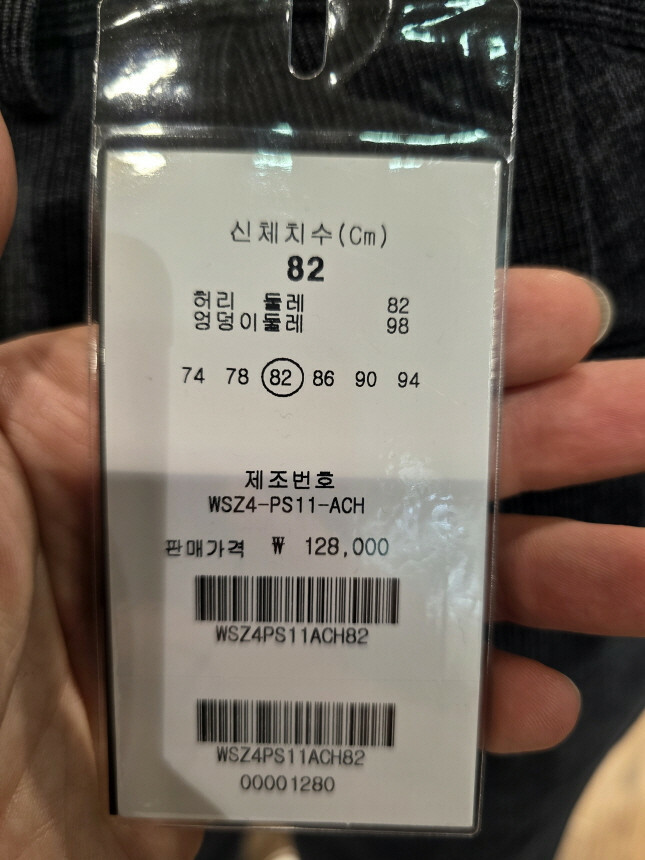 신체치수(Cm)
82
허리 둘레 82
엉덩이둘레 98
74 78 82 86 90 94
제조번호
WSZ4-PS11-ACH
판매가격 ₩ 128,000
WSZ4PS11ACH82
WSZ4PS11ACH82
00001280